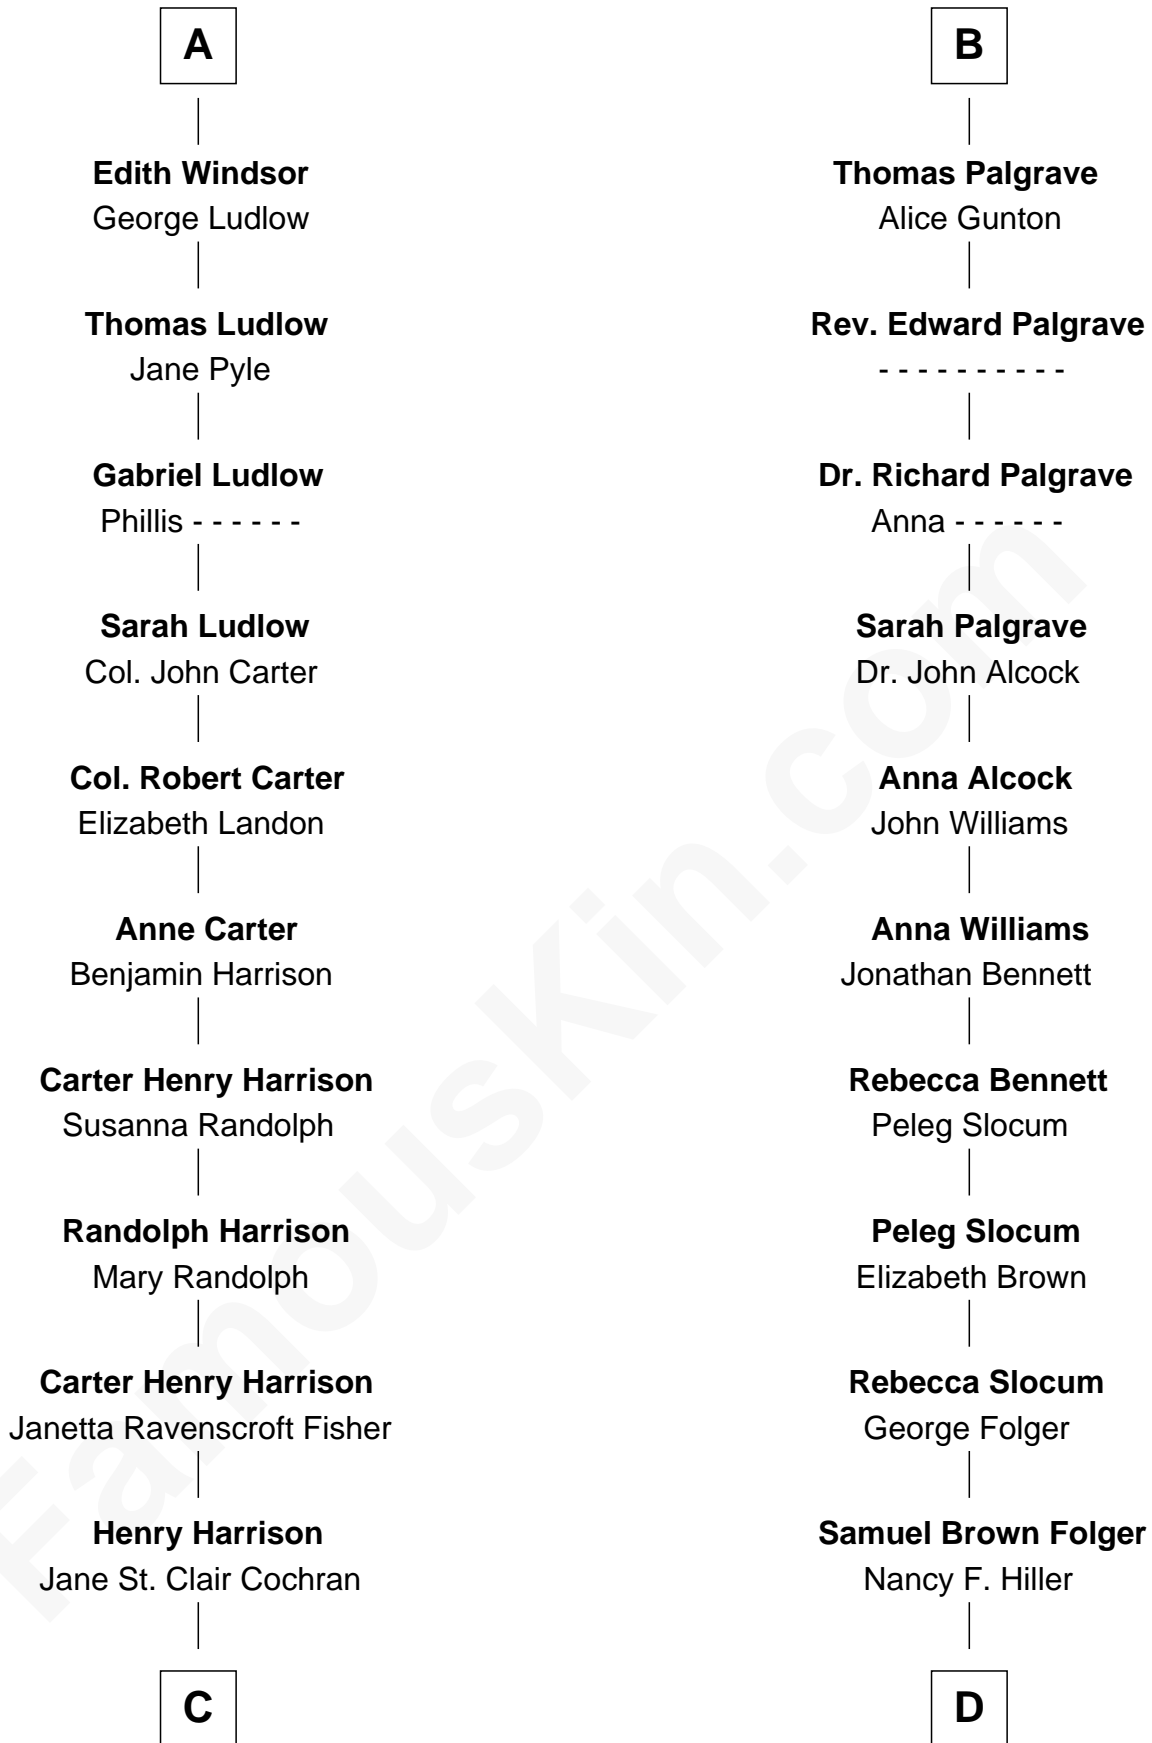 A
Edith Windsor
George Ludlow
Thomas Ludlow
Jane Pyle
Gabriel Ludlow
Phillis - - - - - -
Sarah Ludlow
Col. John Carter
Col. Robert Carter
Elizabeth Landon
Anne Carter
Benjamin Harrison
Carter Henry Harrison
Susanna Randolph
Randolph Harrison
Mary Randolph
Carter Henry Harrison
Janetta Ravenscroft Fisher
Henry Harrison
Jane St. Clair Cochran
C
B
Thomas Palgrave
Alice Gunton
Rev. Edward Palgrave
- - - - - - - - - -
Dr. Richard Palgrave
Anna - - - - - -
Sarah Palgrave
Dr. John Alcock
Anna Alcock
John Williams
Anna Williams
Jonathan Bennett
Rebecca Bennett
Peleg Slocum
Peleg Slocum
Elizabeth Brown
Rebecca Slocum
George Folger
Samuel Brown Folger
Nancy F. Hiller
D
FamousKin.com